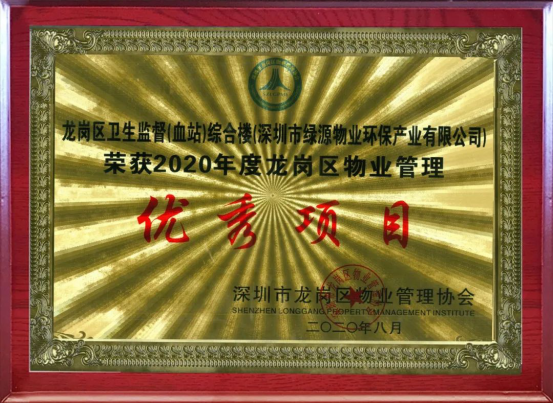 龙岗区卫生监督(血站)综合楼(深圳市绿源物业环保产业有限公司)
荣获2020年度龙岗区物业管理
优秀项目
深圳市龙岗区物业管理协会
SHENZHEN LONGGANG PROPERTY MANAGEMENT INSTITUTE
二〇二〇年八月